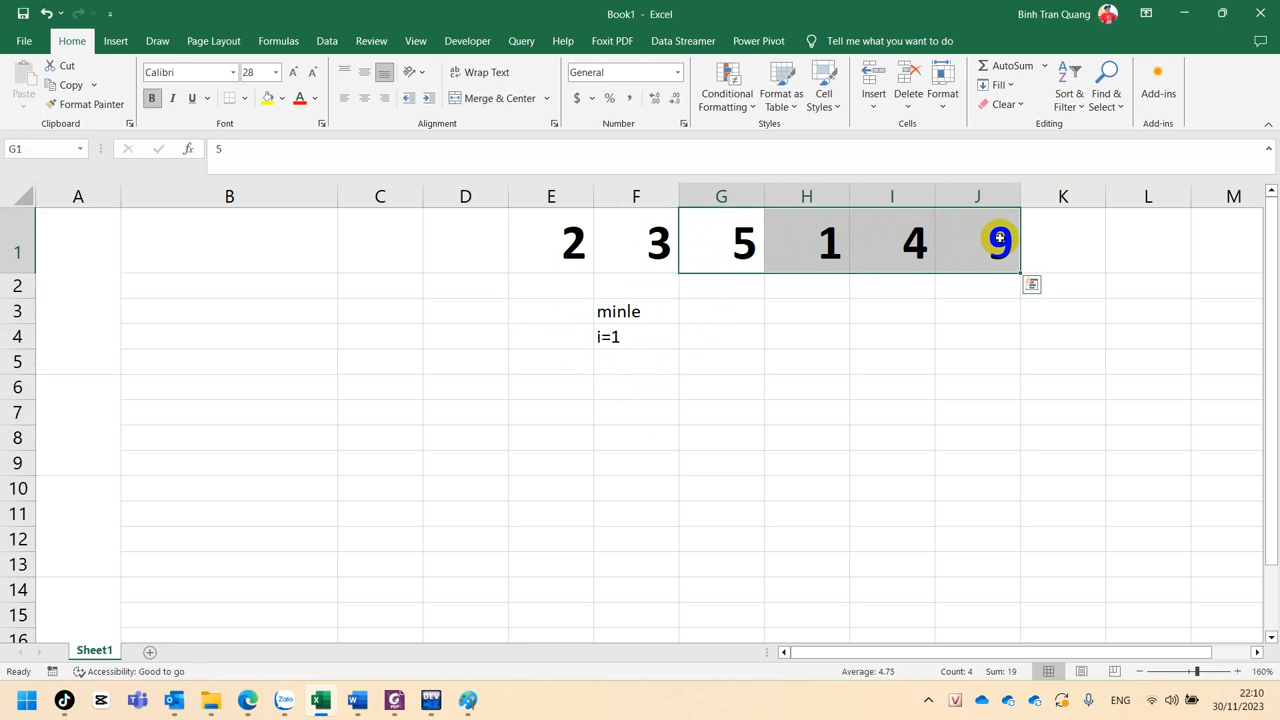 Book1 - Excel
Binh Tran Quang
File Home Insert Draw Page Layout Formulas Data Review View Developer Query Help Foxit PDF Data Streamer Power Pivot Tell me what you want to do
Paste
Cut
Copy
Format Painter
Clipboard
Calibri 28
B I U
Font
Wrap Text
Merge & Center
Alignment
General
$ % ,
Number
Conditional Formatting
Format as Table
Cell Styles
Styles
Insert
Delete
Format
Cells
AutoSum
Fill
Clear
Sort & Filter
Find & Select
Editing
Add-ins
Add-ins
G1 fx 5
A B C D E F G H I J K L M
1 2 3 5 1 4 9
2
3 minle
4 i=1
5
6
7
8
9
10
11
12
13
14
15
16
Sheet1
Ready Accessibility: Good to go Average: 4.75 Count: 4 Sum: 19 160%
Zalo DEV ENG 22:10
30/11/2023